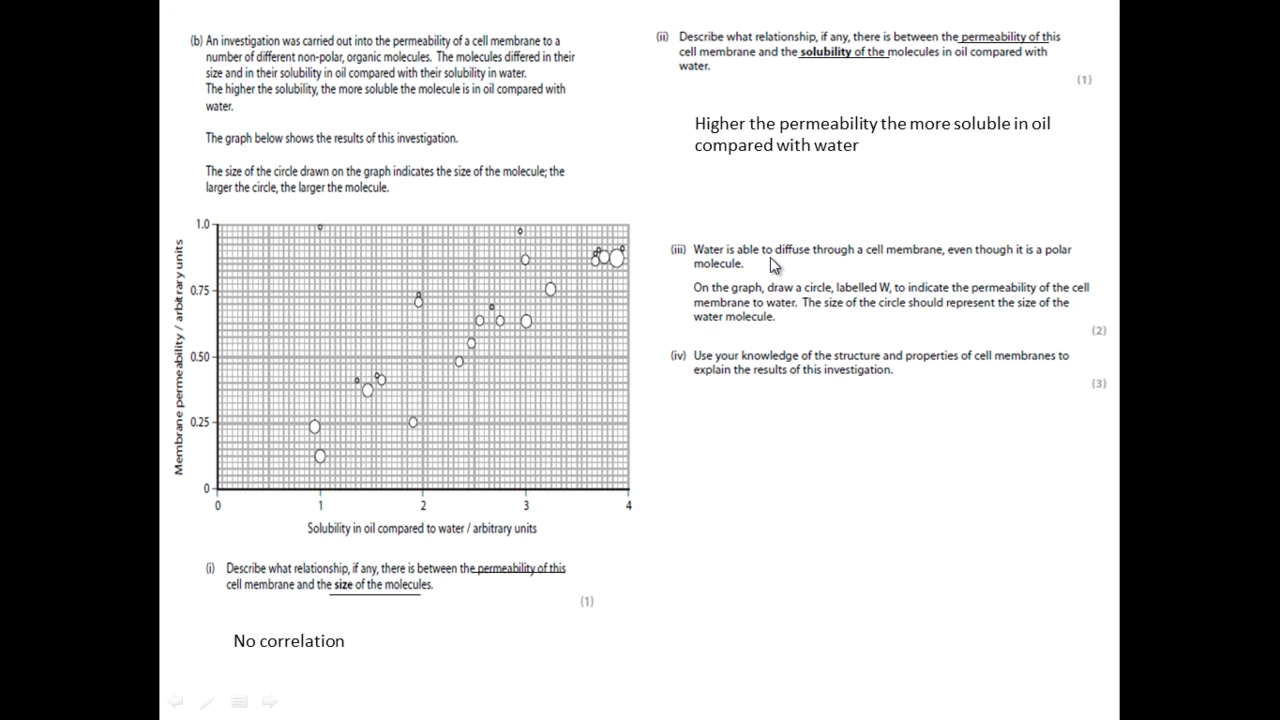 (b) An investigation was carried out into the permeability of a cell membrane to a
number of different non-polar, organic molecules. The molecules differed in their
size and in their solubility in oil compared with their solubility in water.
The higher the solubility, the more soluble the molecule is in oil compared with
water.
The graph below shows the results of this investigation.
The size of the circle drawn on the graph indicates the size of the molecule; the
larger the circle, the larger the molecule.
Membrane permeability / arbitrary units
1.0
0.75
0.50
0.25
0
0 1 2 3 4
Solubility in oil compared to water / arbitrary units
(i) Describe what relationship, if any, there is between the permeability of this
cell membrane and the size of the molecules.
(1)
No correlation
(ii) Describe what relationship, if any, there is between the permeability of this
cell membrane and the solubility of the molecules in oil compared with
water.
(1)
Higher the permeability the more soluble in oil
compared with water
(iii) Water is able to diffuse through a cell membrane, even though it is a polar
molecule.
On the graph, draw a circle, labelled W, to indicate the permeability of the cell
membrane to water. The size of the circle should represent the size of the
water molecule.
(2)
(iv) Use your knowledge of the structure and properties of cell membranes to
explain the results of this investigation.
(3)